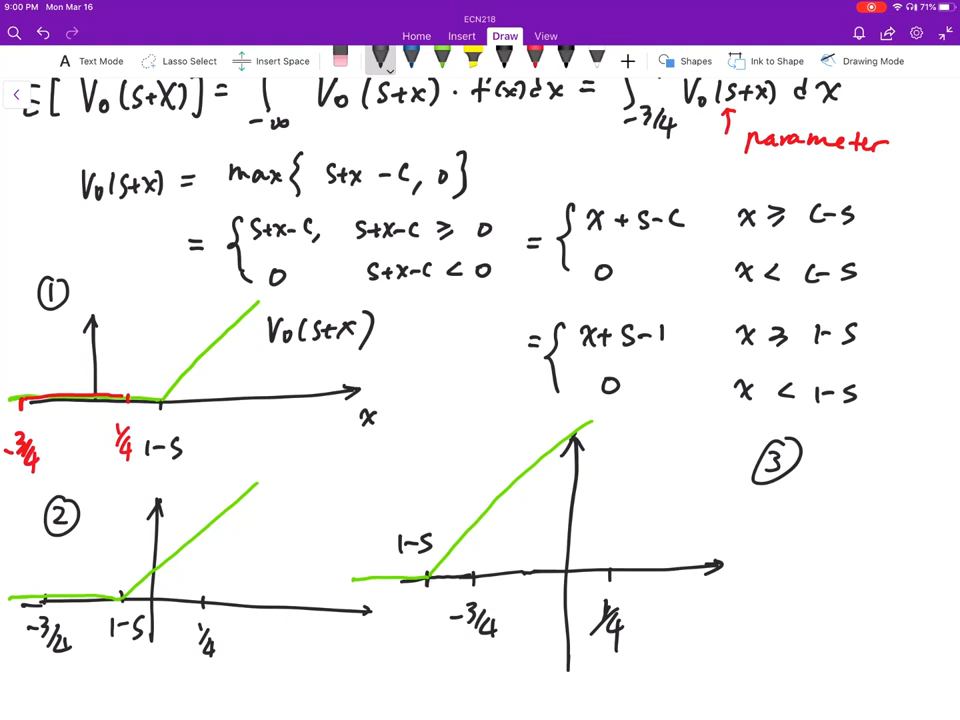 9:00 PM Mon Mar 16
71%
ECN218
Home Insert Draw View
A Text Mode Lasso Select Insert Space Shapes Ink to Shape Drawing Mode
E[ V₀(s+X)] = ∫ V₀(s+x) · f(x)dx = ∫ V₀(s+x) dx
-∞ -3/4
↑ parameter
V₀(s+x) = max{ s+x-c, 0}
= { s+x-c, s+x-c ≥ 0 = { x+s-c x ≥ c-s
0 s+x-c < 0 0 x < c-s
= { x+s-1 x ≥ 1-s
0 x < 1-s
①
V₀(s+x)
x
-3/4 1/4 1-s
②
-3/4 1-s 1/4
③
1-s
-3/4 1/4